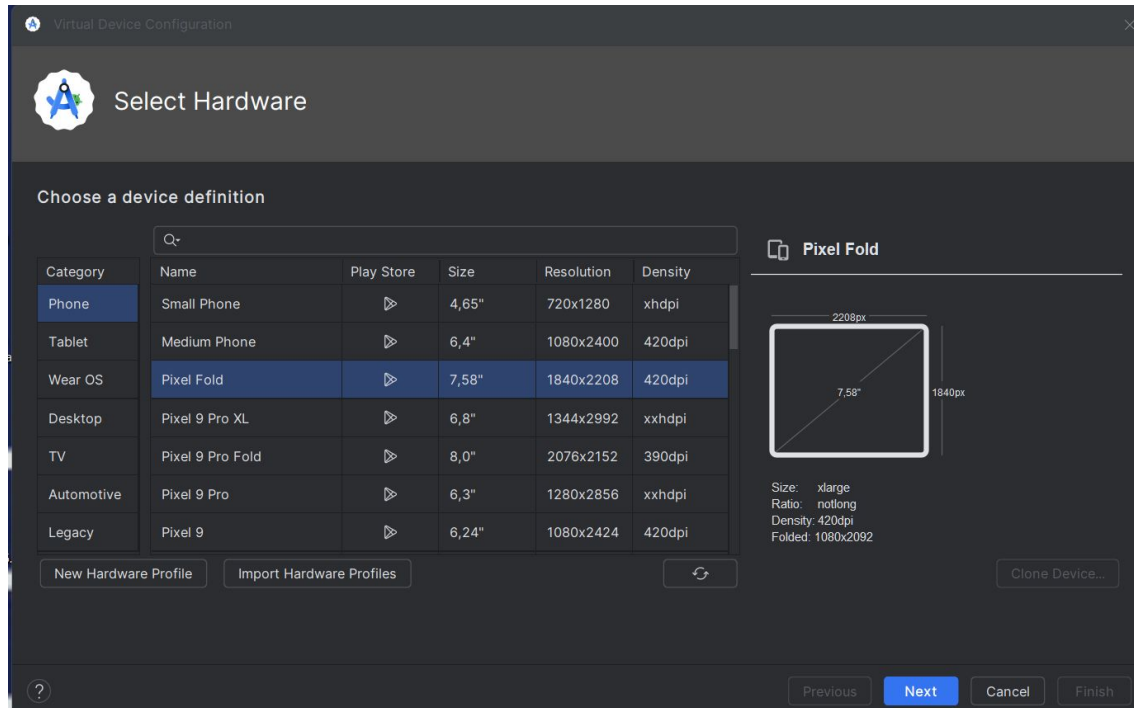 Virtual Device Configuration
Select Hardware
Choose a device definition
Category
Phone
Tablet
Wear OS
Desktop
TV
Automotive
Legacy
Name Play Store Size Resolution Density
Small Phone 4,65" 720x1280 xhdpi
Medium Phone 6,4" 1080x2400 420dpi
Pixel Fold 7,58" 1840x2208 420dpi
Pixel 9 Pro XL 6,8" 1344x2992 xxhdpi
Pixel 9 Pro Fold 8,0" 2076x2152 390dpi
Pixel 9 Pro 6,3" 1280x2856 xxhdpi
Pixel 9 6,24" 1080x2424 420dpi
New Hardware Profile Import Hardware Profiles
Pixel Fold
2208px
7,58"
1840px
Size: xlarge
Ratio: notlong
Density: 420dpi
Folded: 1080x2092
Clone Device...
?
Previous Next Cancel Finish